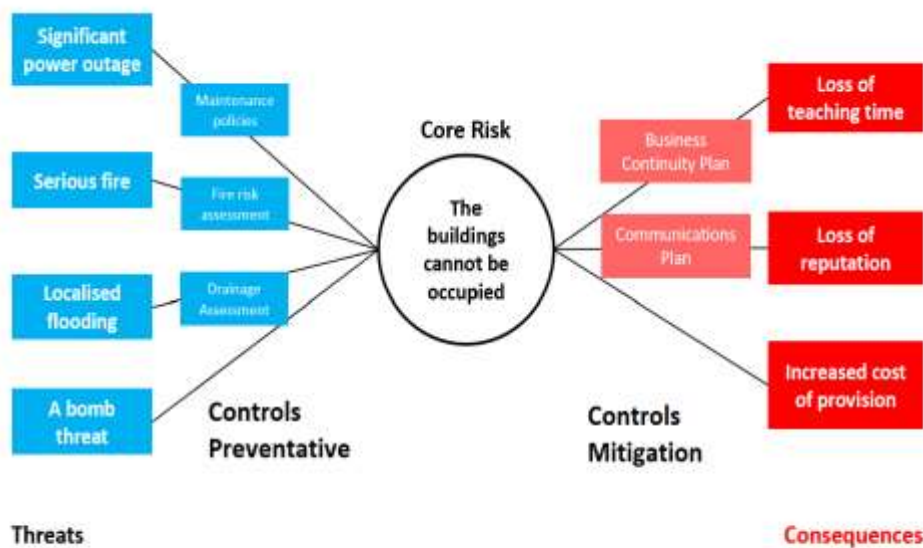 Significant
power outage
Maintenance
policies
Serious fire
Fire risk
assessment
Localised
flooding
Drainage
Assessment
A bomb
threat
Controls
Preventative
Core Risk
The
buildings
cannot be
occupied
Business
Continuity Plan
Communications
Plan
Controls
Mitigation
Loss of
teaching time
Loss of
reputation
Increased cost
of provision
Threats
Consequences